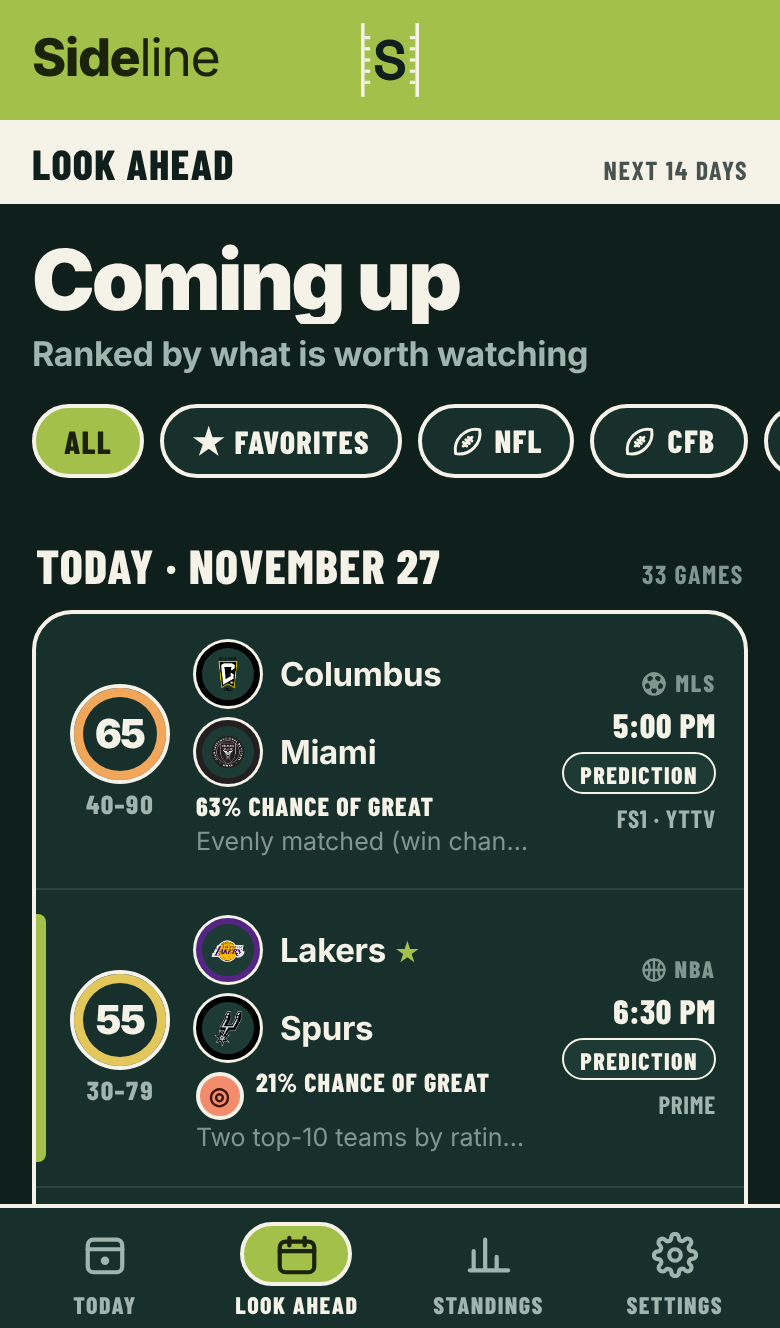 Sideline
S
LOOK AHEAD
NEXT 14 DAYS
Coming up
Ranked by what is worth watching
ALL
★ FAVORITES
NFL
CFB
TODAY · NOVEMBER 27
33 GAMES
65
40–90
Columbus
Miami
63% CHANCE OF GREAT
Evenly matched (win chan...
MLS
5:00 PM
PREDICTION
FS1 · YTTV
55
30–79
Lakers ★
Spurs
21% CHANCE OF GREAT
Two top-10 teams by ratin...
NBA
6:30 PM
PREDICTION
PRIME
TODAY
LOOK AHEAD
STANDINGS
SETTINGS